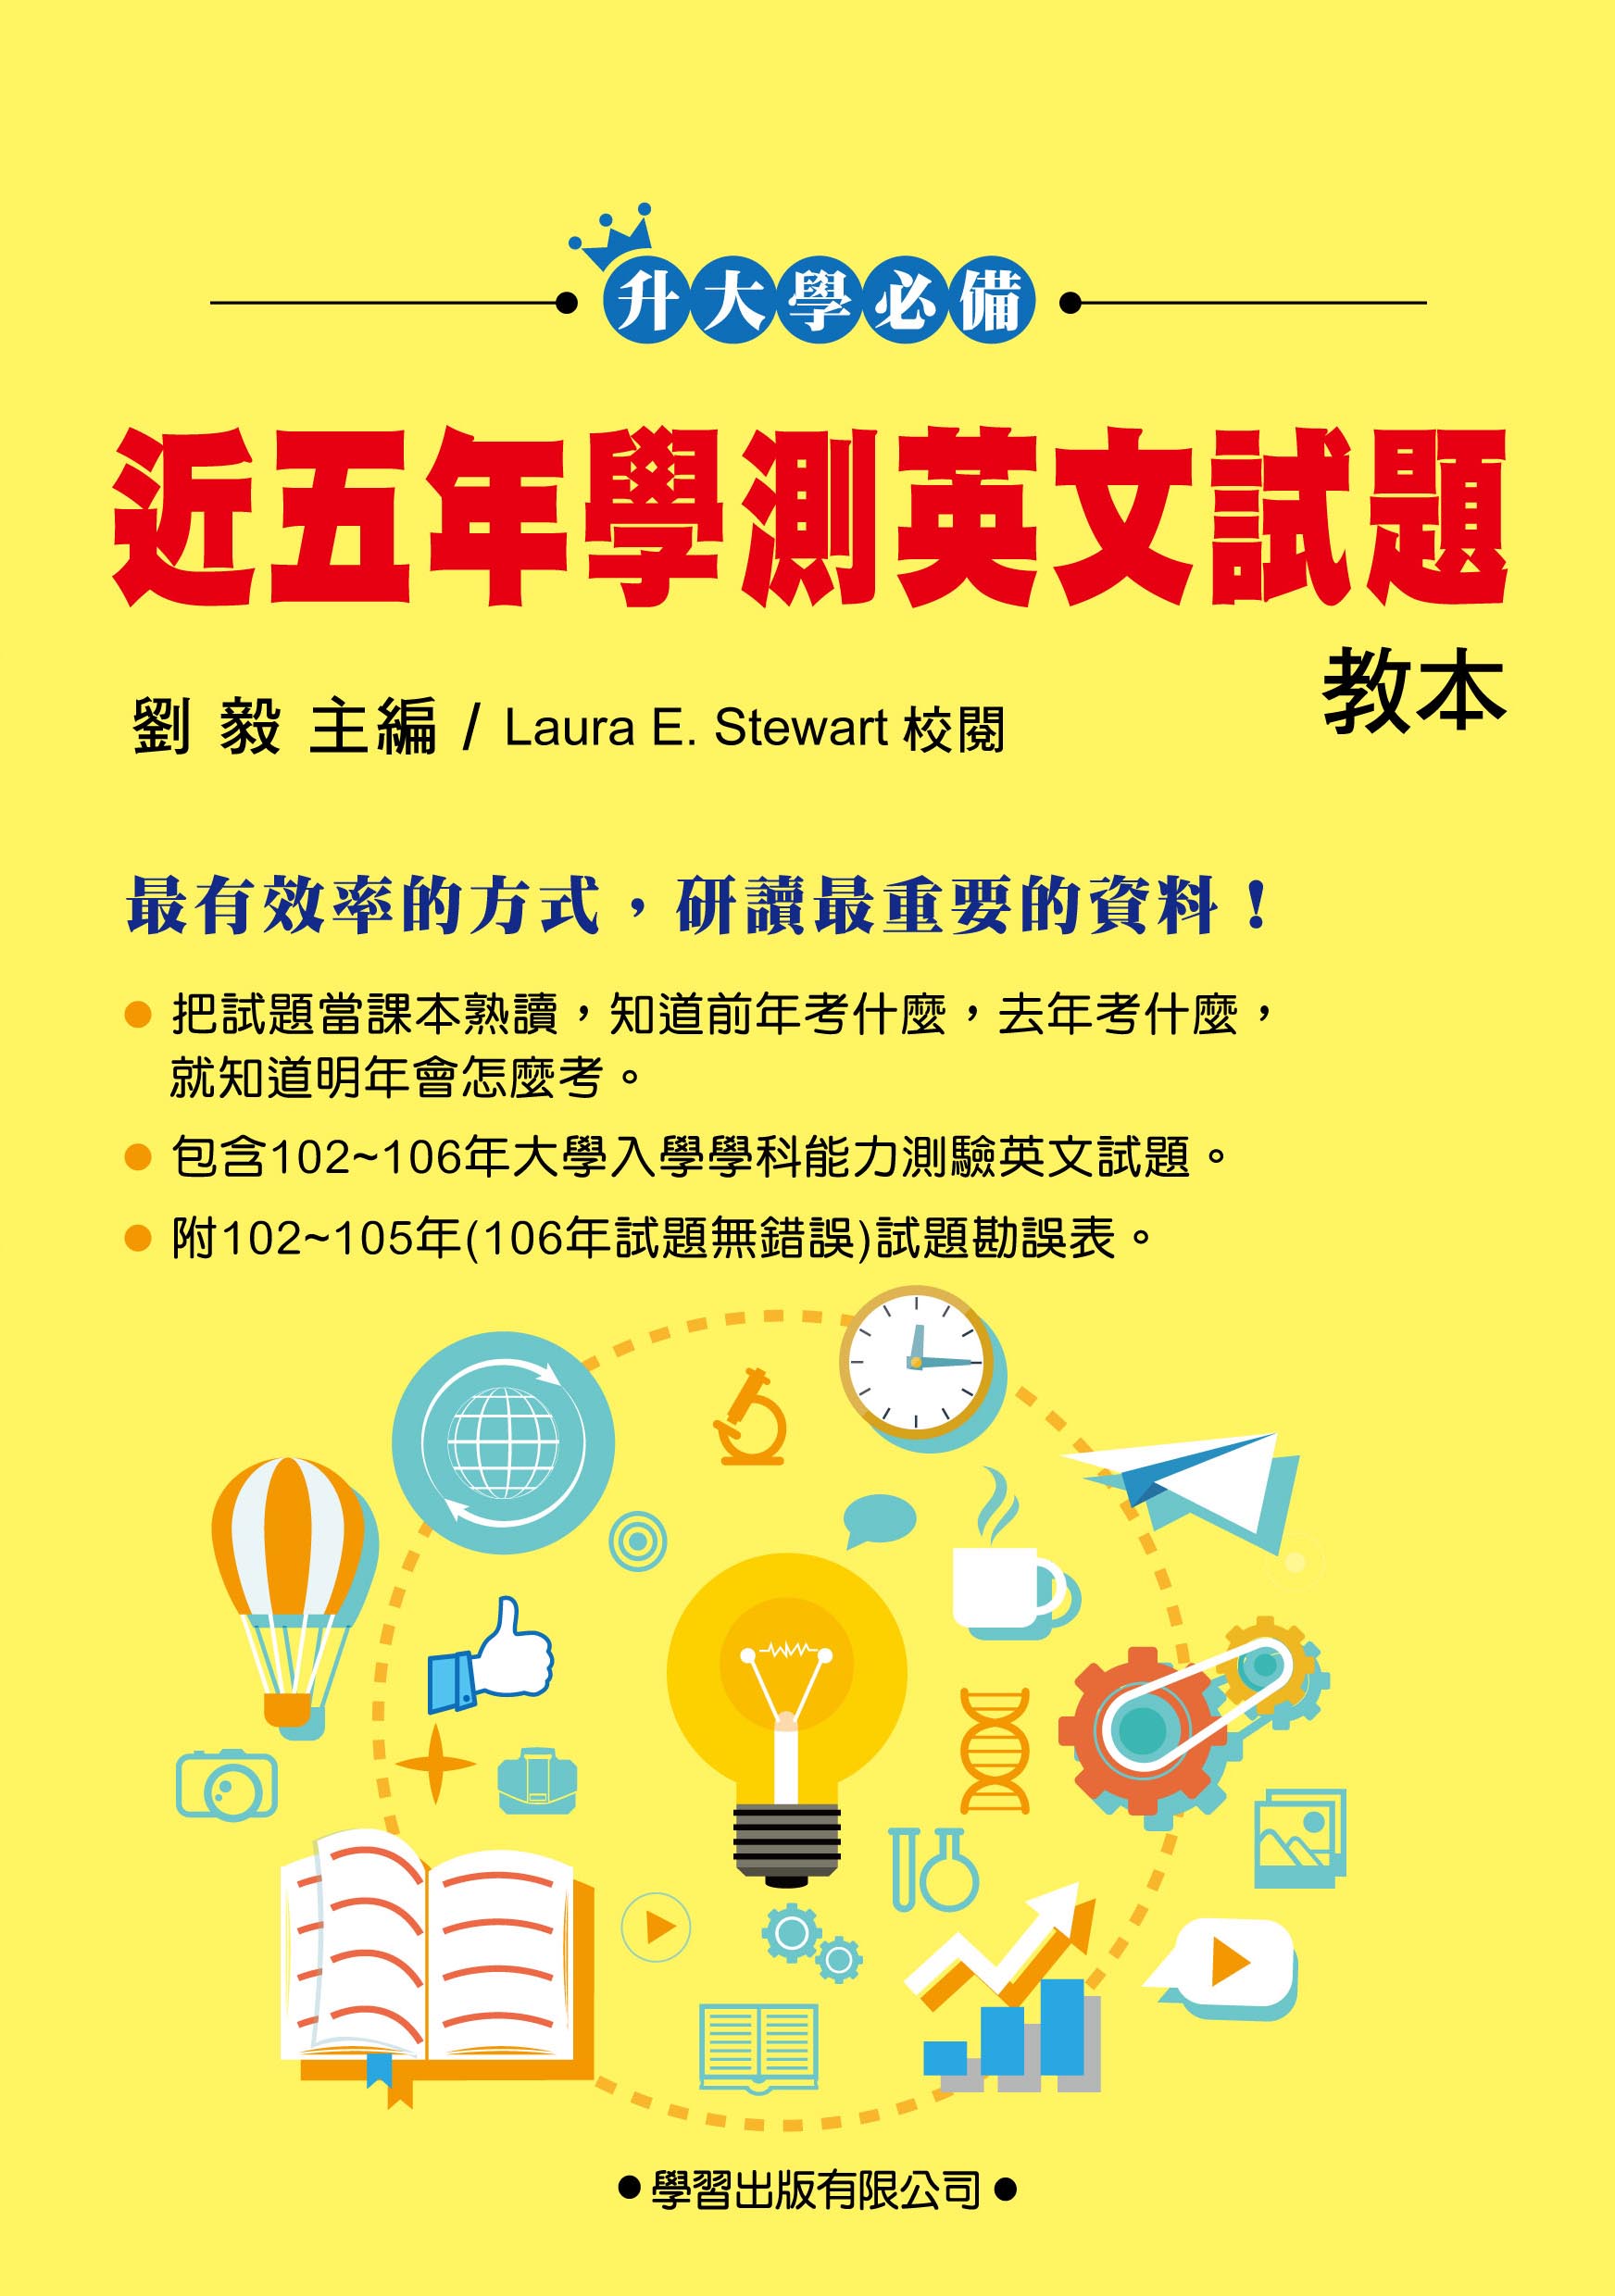 升大學必備
近五年學測英文試題
教本
劉 毅 主編 / Laura E. Stewart 校閱
最有效率的方式，研讀最重要的資料！
● 把試題當課本熟讀，知道前年考什麼，去年考什麼，
就知道明年會怎麼考。
● 包含102~106年大學入學學科能力測驗英文試題。
● 附102~105年(106年試題無錯誤)試題勘誤表。
● 學習出版有限公司 ●